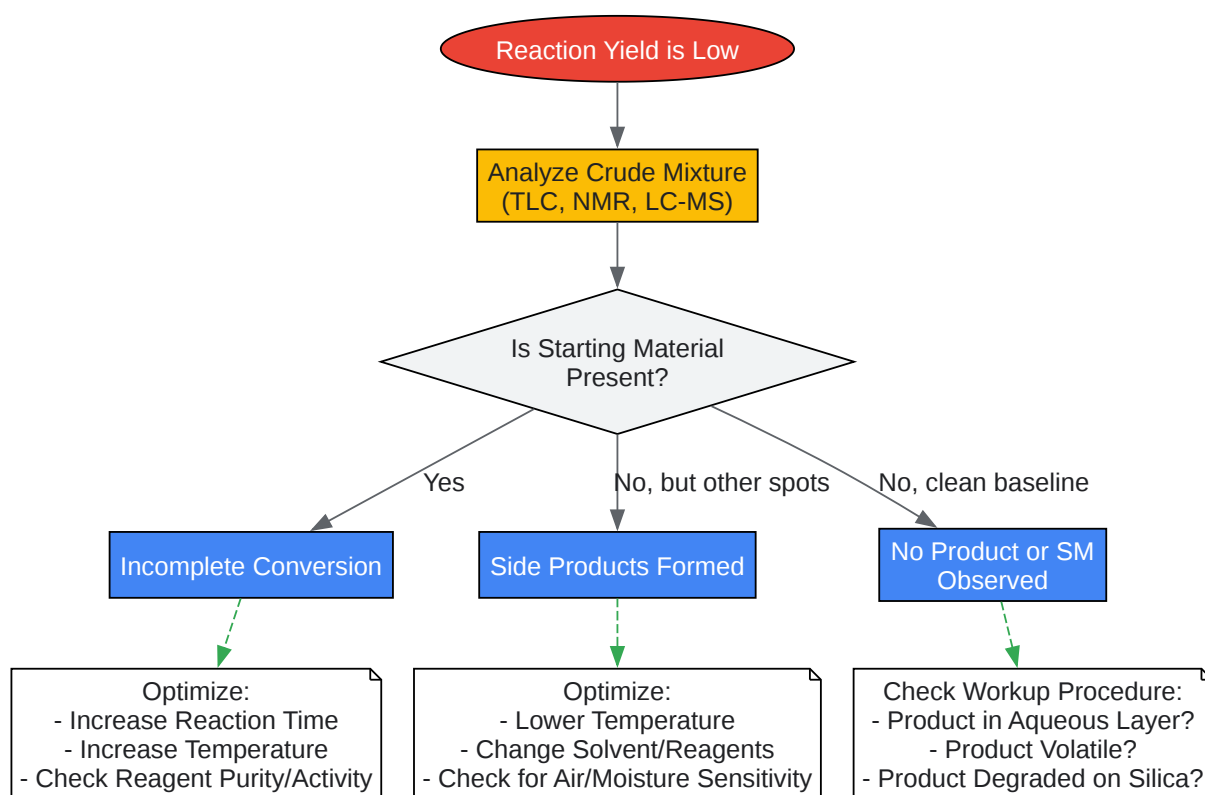 Reaction Yield is Low
Analyze Crude Mixture
(TLC, NMR, LC-MS)
Is Starting Material
Present?
Yes
No, but other spots
No, clean baseline
Incomplete Conversion
Side Products Formed
No Product or SM
Observed
Optimize:
- Increase Reaction Time
- Increase Temperature
- Check Reagent Purity/Activity
Optimize:
- Lower Temperature
- Change Solvent/Reagents
- Check for Air/Moisture Sensitivity
Check Workup Procedure:
- Product in Aqueous Layer?
- Product Volatile?
- Product Degraded on Silica?